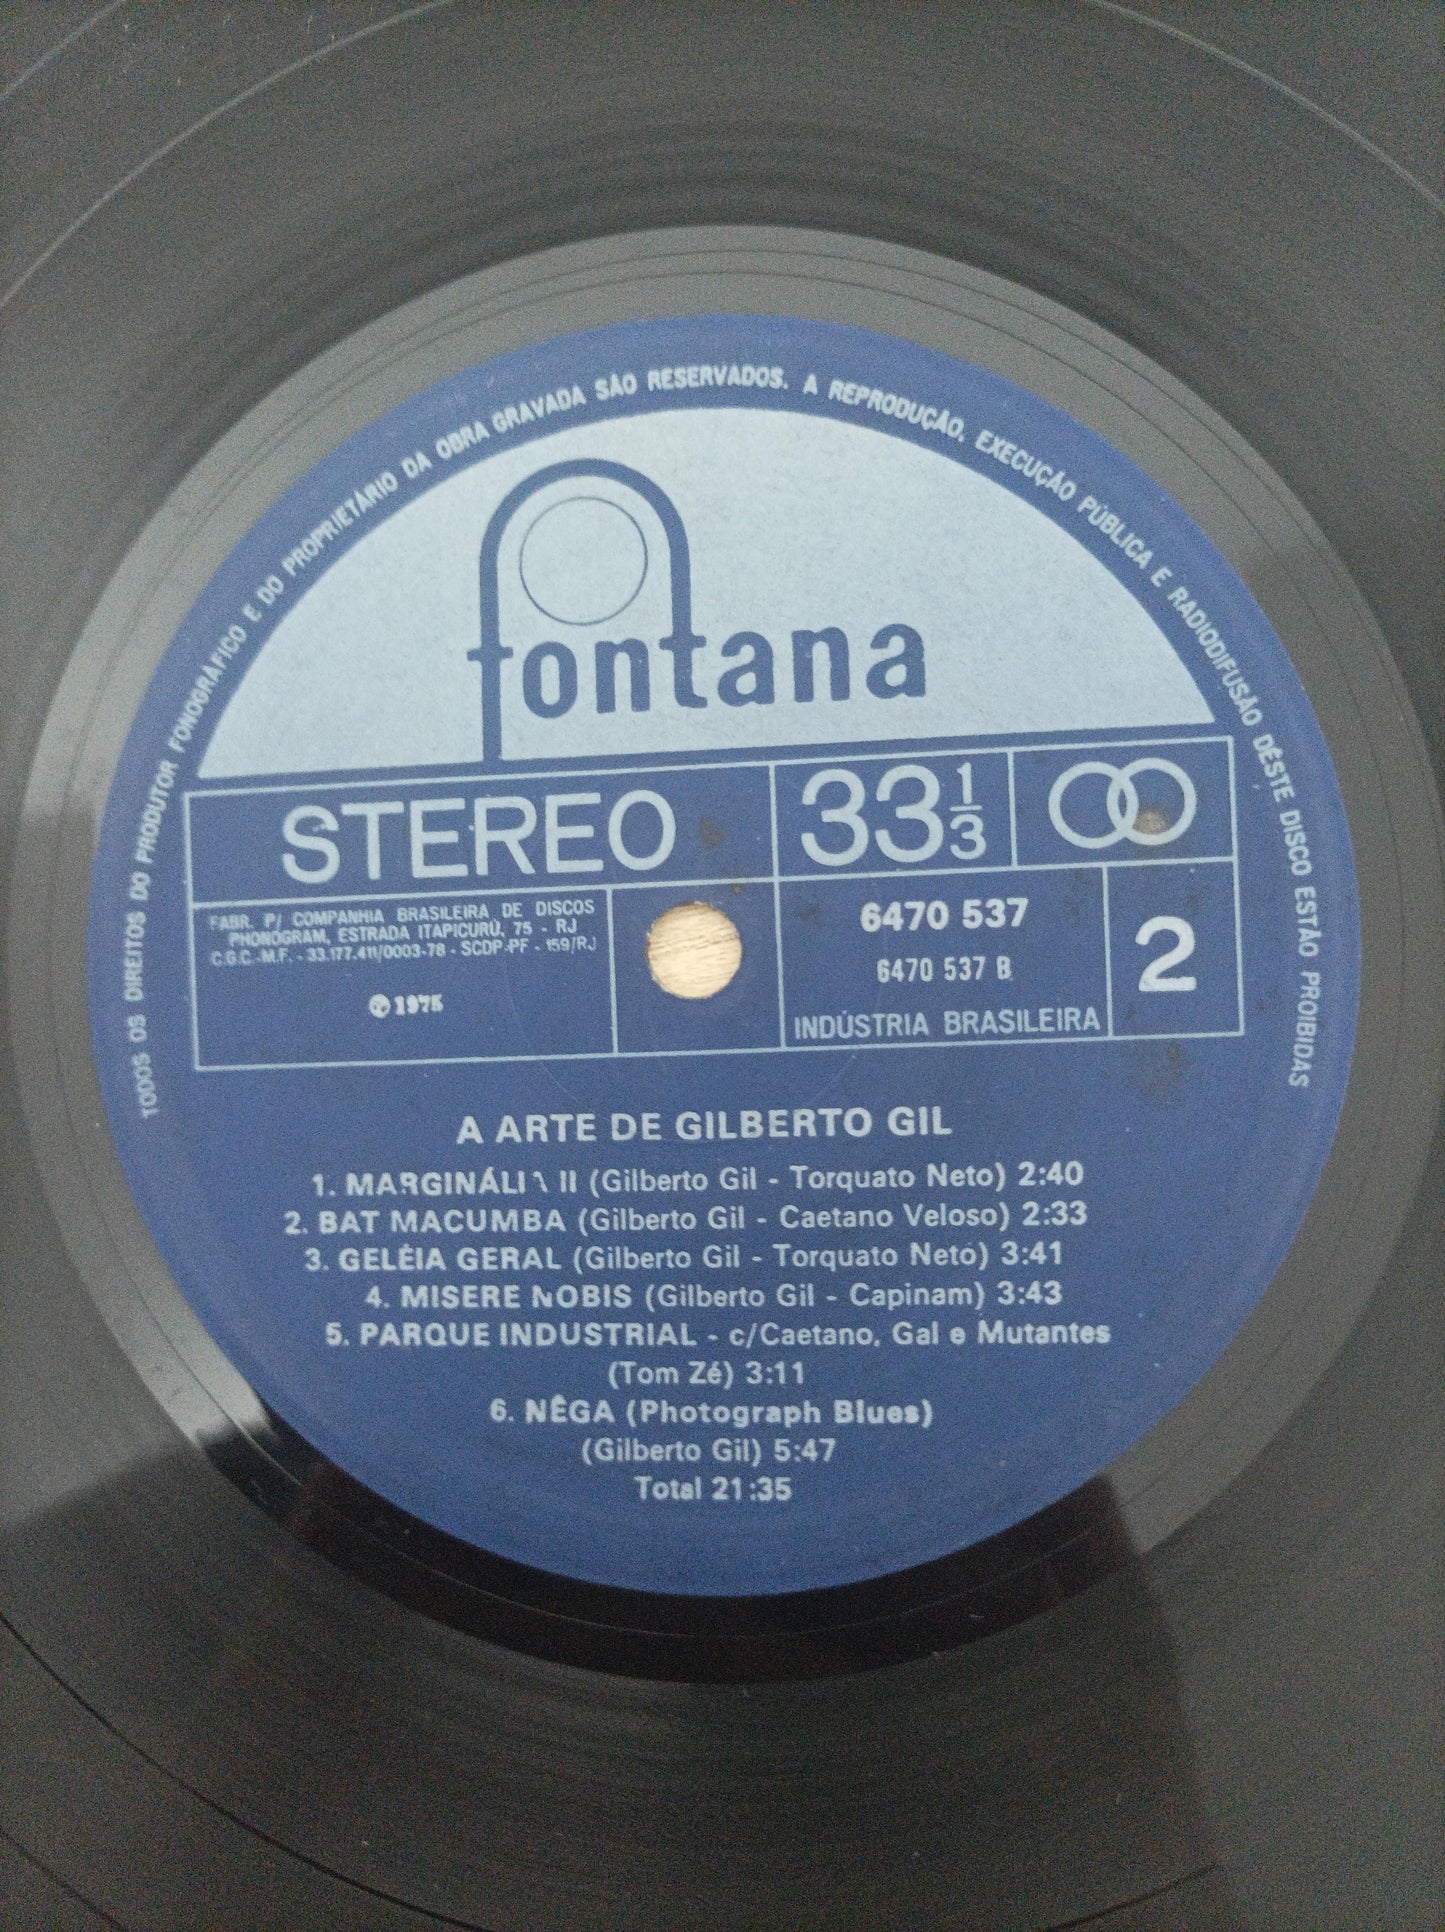 TODOS OS DIREITOS DO PRODUTOR FONOGRÁFICO E DO PROPRIETÁRIO DA OBRA GRAVADA SÃO RESERVADOS. A REPRODUÇÃO, EXECUÇÃO PÚBLICA E RADIODIFUSÃO DÊSTE DISCO ESTÃO PROIBIDAS
fontana
STEREO
33 1/3
FABR. P/ COMPANHIA BRASILEIRA DE DISCOS
PHONOGRAM, ESTRADA ITAPICURÚ, 75 - RJ
C.G.C.-M.F. - 33.177.411/0003-78 - SCDP-PF - 159/RJ
℗ 1975
6470 537
6470 537 B
INDÚSTRIA BRASILEIRA
2
A ARTE DE GILBERTO GIL
1. MARGINÁLIA II (Gilberto Gil - Torquato Neto) 2:40
2. BAT MACUMBA (Gilberto Gil - Caetano Veloso) 2:33
3. GELÉIA GERAL (Gilberto Gil - Torquato Neto) 3:41
4. MISERE NOBIS (Gilberto Gil - Capinam) 3:43
5. PARQUE INDUSTRIAL - c/Caetano, Gal e Mutantes
(Tom Zé) 3:11
6. NÊGA (Photograph Blues)
(Gilberto Gil) 5:47
Total 21:35